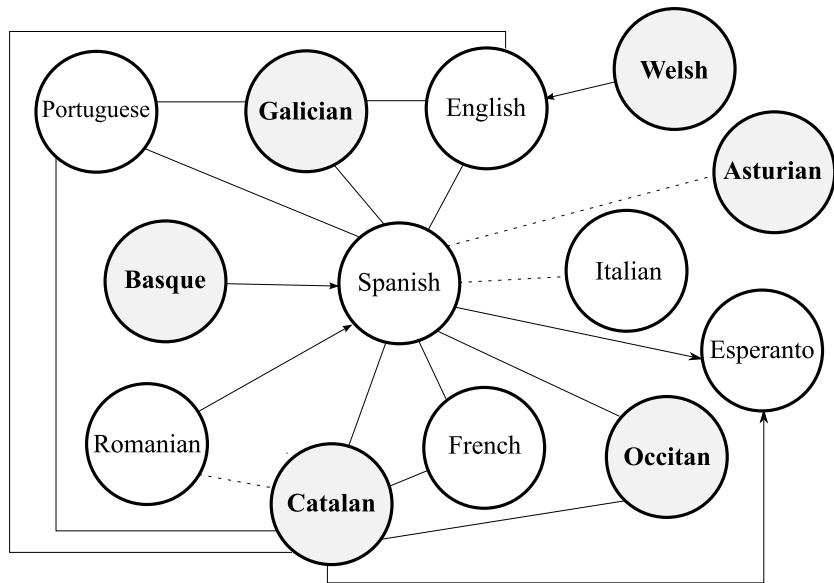 Welsh
Portuguese
Galician
English
Asturian
Basque
Spanish
Italian
Esperanto
Romanian
French
Occitan
Catalan